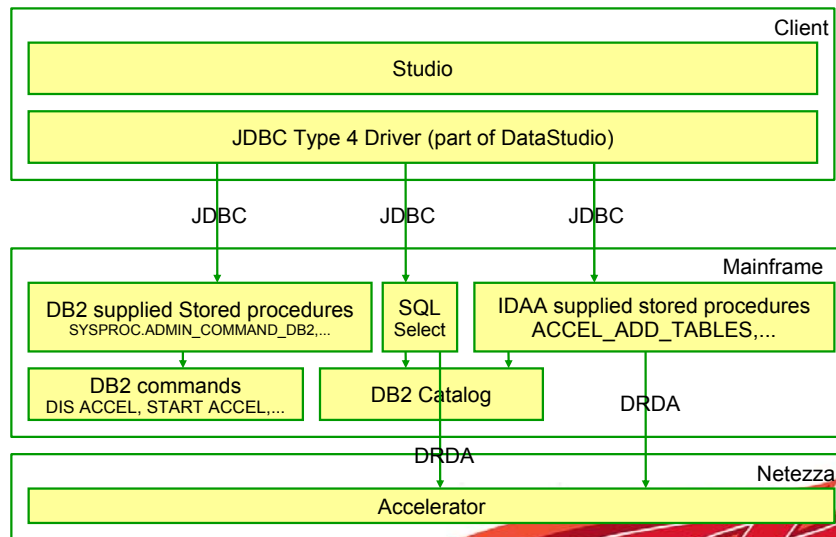 Client
Studio
JDBC Type 4 Driver (part of DataStudio)
JDBC
JDBC
JDBC
Mainframe
DB2 supplied Stored procedures
SYSPROC.ADMIN_COMMAND_DB2,...
SQL
Select
IDAA supplied stored procedures
ACCEL_ADD_TABLES,...
DB2 commands
DIS ACCEL, START ACCEL,...
DB2 Catalog
DRDA
DRDA
Netezza
Accelerator